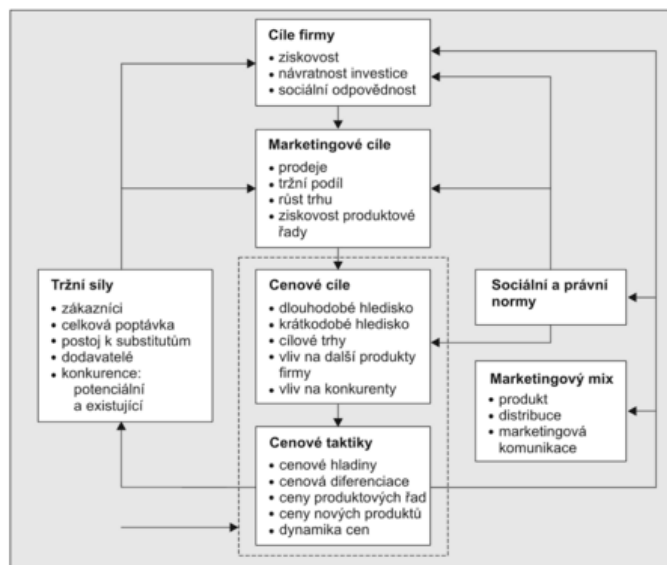 Cíle firmy
• ziskovost
• návratnost investice
• sociální odpovědnost
Marketingové cíle
• prodeje
• tržní podíl
• růst trhu
• ziskovost produktové
řady
Tržní síly
• zákazníci
• celková poptávka
• postoj k substitutům
• dodavatelé
• konkurence:
potenciální
a existující
Cenové cíle
• dlouhodobé hledisko
• krátkodobé hledisko
• cílové trhy
• vliv na další produkty
firmy
• vliv na konkurenty
Sociální a právní
normy
Marketingový mix
• produkt
• distribuce
• marketingová
komunikace
Cenové taktiky
• cenové hladiny
• cenová diferenciace
• ceny produktových řad
• ceny nových produktů
• dynamika cen